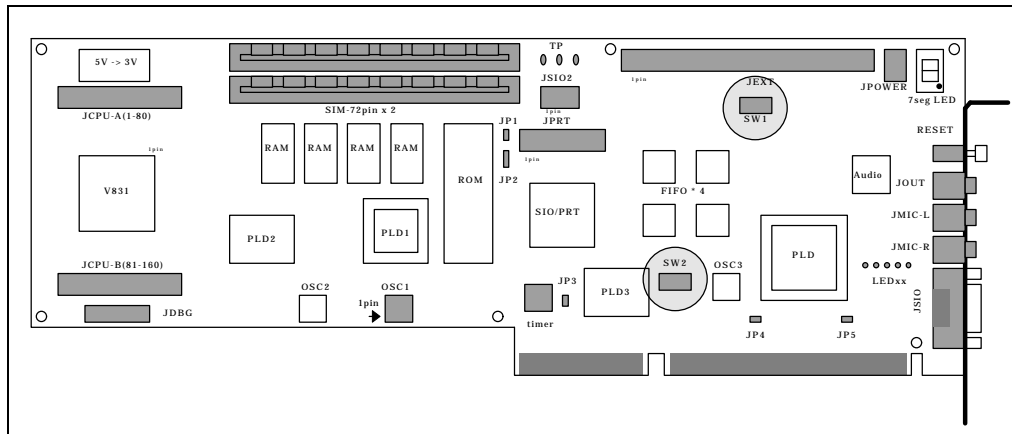 5V -> 3V
TP
JEXT
1pin
JPOWER
7seg LED
JSIO2
1pin
SW1
JCPU-A(1-80)
SIM-72pin x 2
JP1
JPRT
RESET
1pin
RAM
RAM
RAM
RAM
1pin
JP2
ROM
V831
FIFO * 4
Audio
JOUT
SIO/PRT
JMIC-L
PLD2
PLD1
JMIC-R
PLD
JCPU-B(81-160)
SW2
OSC3
JP3
PLD3
LEDxx
OSC2
OSC1
1pin
JSIO
JDBG
timer
JP4
JP5